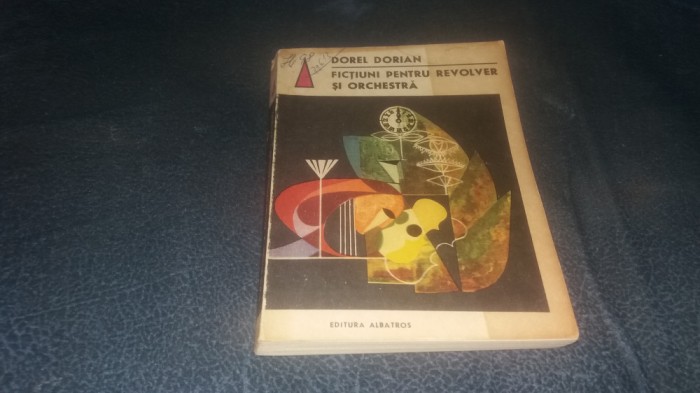 DOREL DORIAN
FICȚIUNI PENTRU REVOLVER
ȘI ORCHESTRĂ
EDITURA ALBATROS